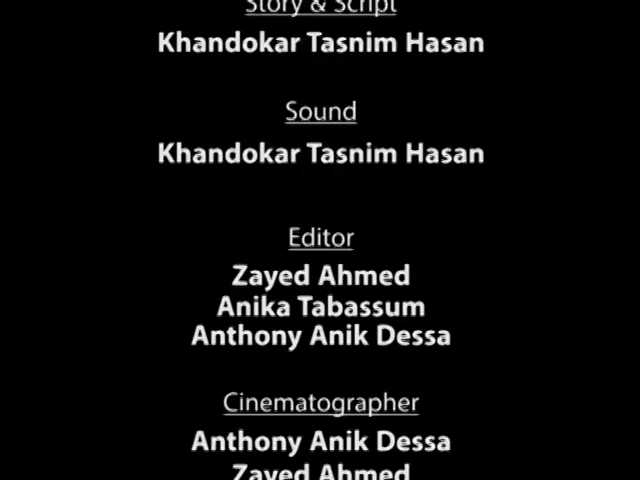 Story & Script
Khandokar Tasnim Hasan
Sound
Khandokar Tasnim Hasan
Editor
Zayed Ahmed
Anika Tabassum
Anthony Anik Dessa
Cinematographer
Anthony Anik Dessa
Zayed Ahmed